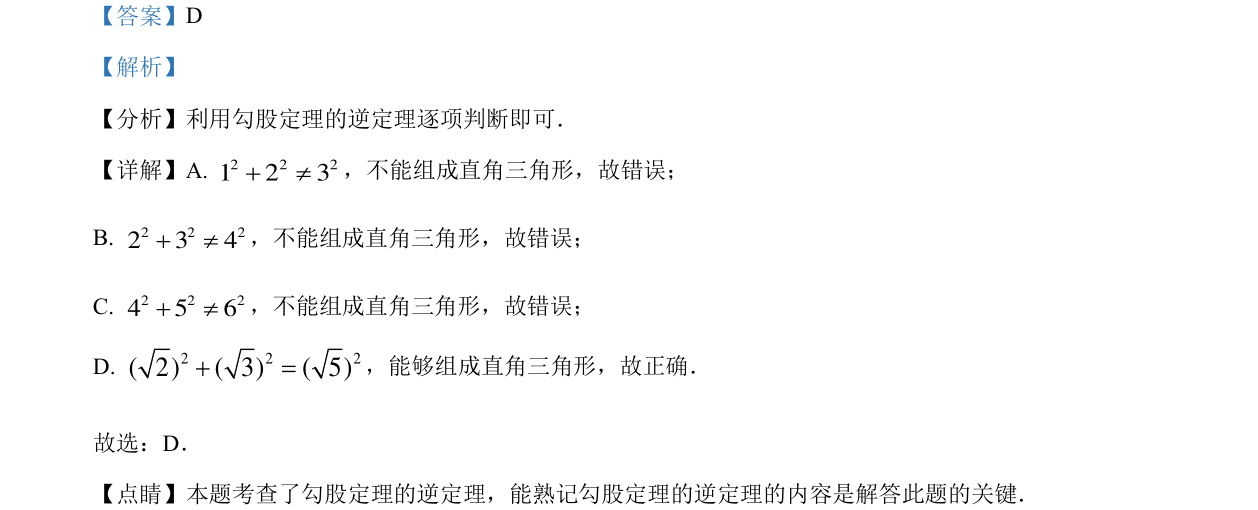 【答案】D
【解析】
【分析】利用勾股定理的逆定理逐项判断即可．
【详解】A. 1² + 2² ≠ 3²，不能组成直角三角形，故错误；
B. 2² + 3² ≠ 4²，不能组成直角三角形，故错误；
C. 4² + 5² ≠ 6²，不能组成直角三角形，故错误；
D. (√2)² + (√3)² = (√5)²，能够组成直角三角形，故正确．
故选：D．
【点睛】本题考查了勾股定理的逆定理，能熟记勾股定理的逆定理的内容是解答此题的关键．